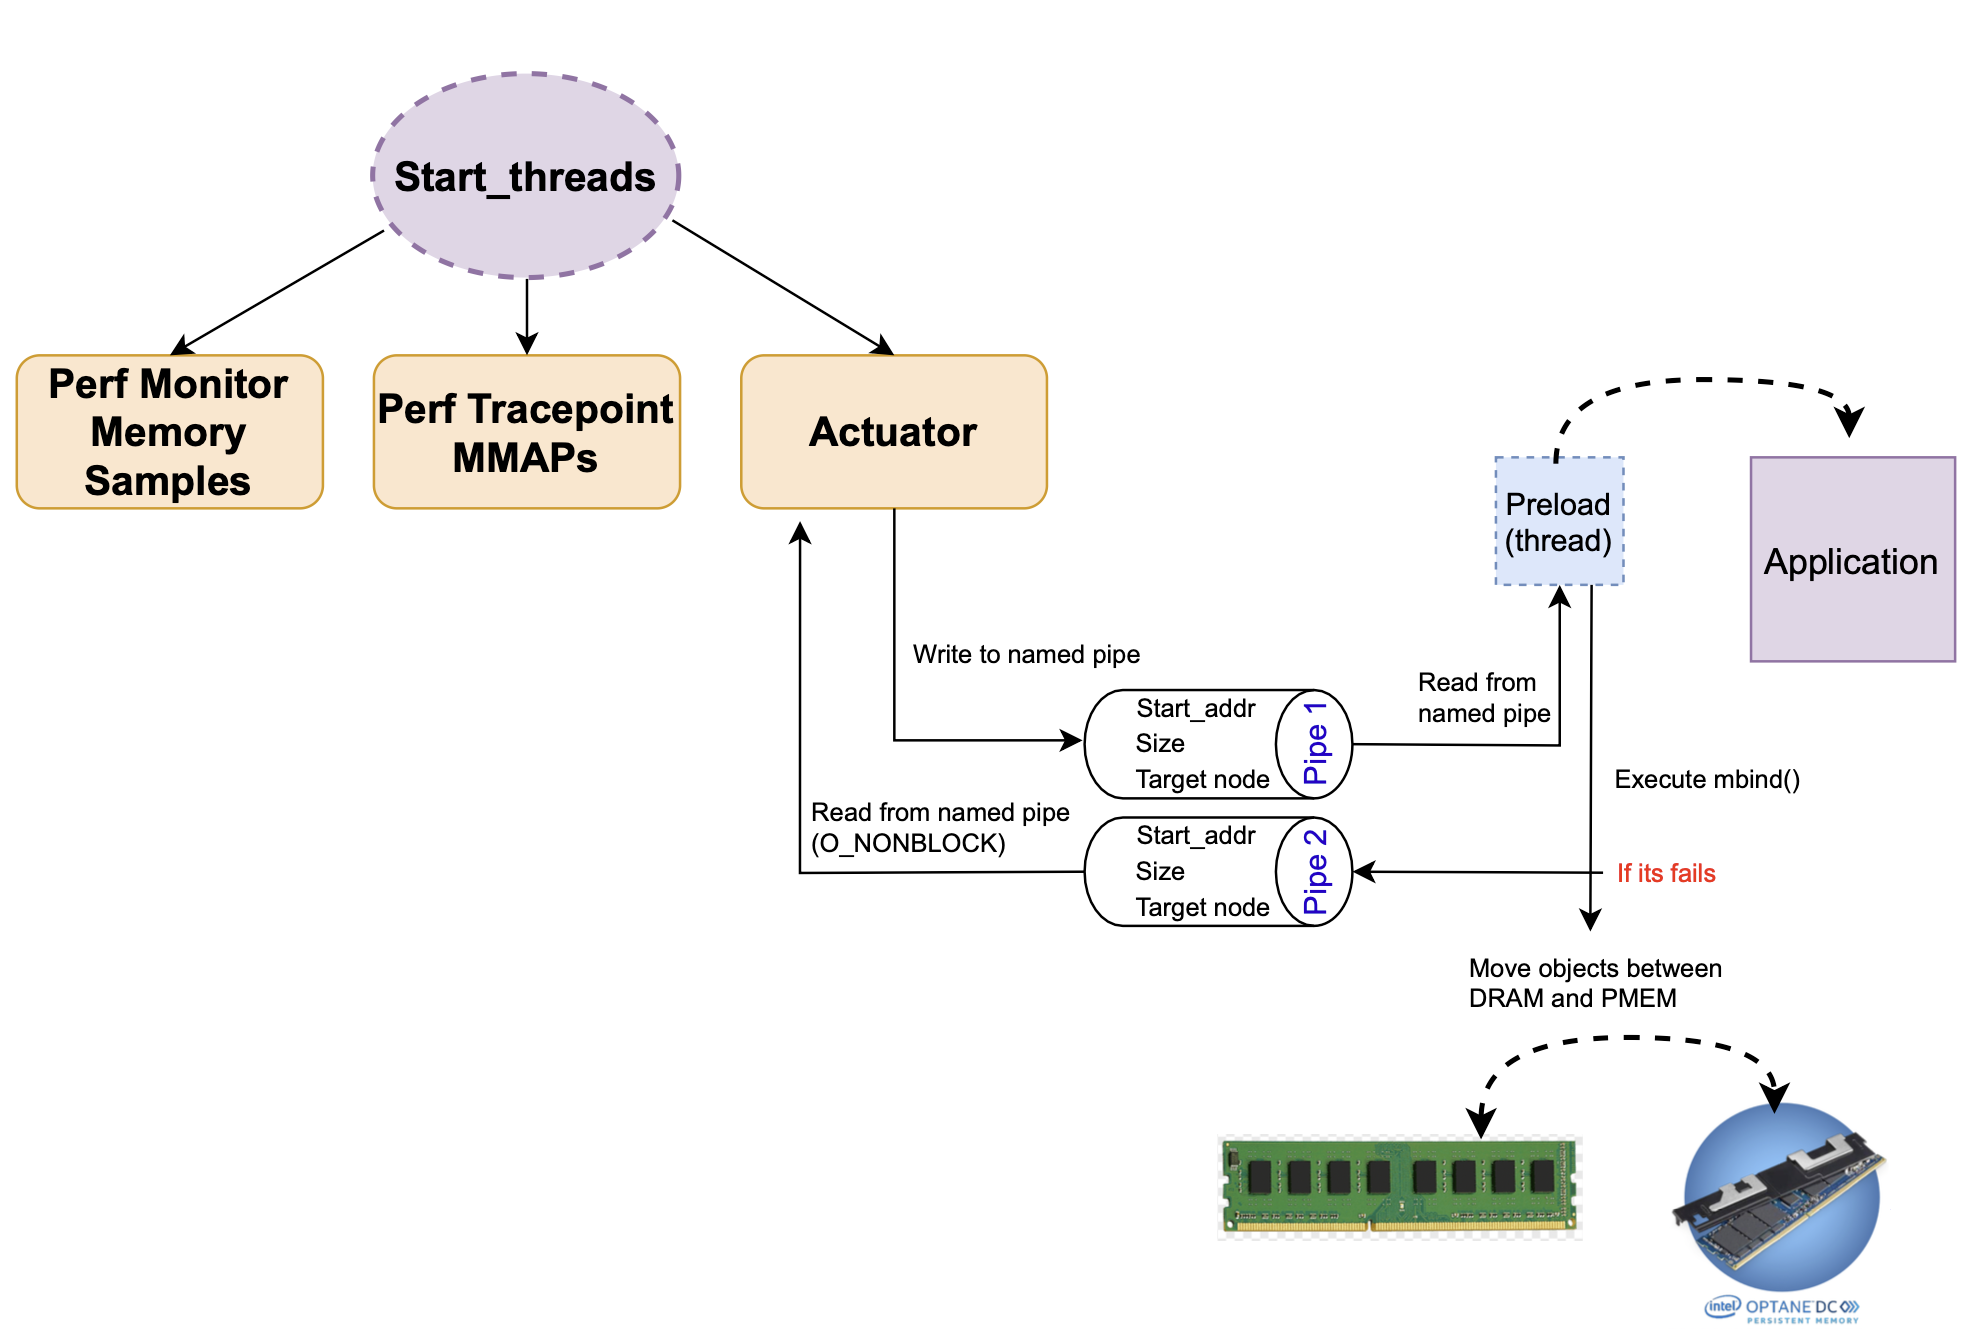 Start_threads
Perf Monitor
Memory
Samples
Perf Tracepoint
MMAPs
Actuator
Preload
(thread)
Application
Write to named pipe
Read from
named pipe
Start_addr
Size
Target node
Pipe 1
Execute mbind()
Read from named pipe
(O_NONBLOCK)
Start_addr
Size
Target node
Pipe 2
If its fails
Move objects between
DRAM and PMEM
intel OPTANE DC
PERSISTENT MEMORY